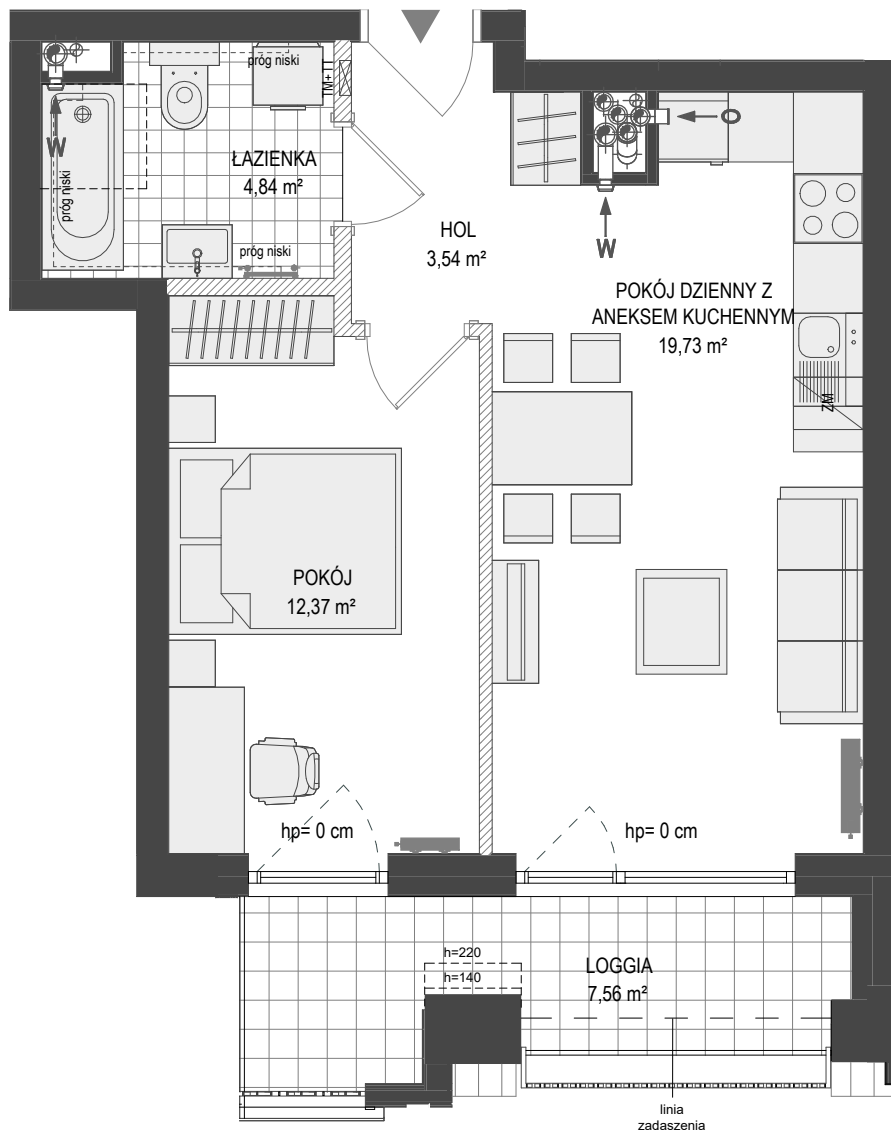 próg niski
TM+TT
W
O
ŁAZIENKA
4,84 m²
próg niski
HOL
3,54 m²
W
próg niski
POKÓJ DZIENNY Z
ANEKSEM KUCHENNYM
19,73 m²
ZM
POKÓJ
12,37 m²
hp= 0 cm
hp= 0 cm
h=220
h=140
LOGGIA
7,56 m²
linia
zadaszenia